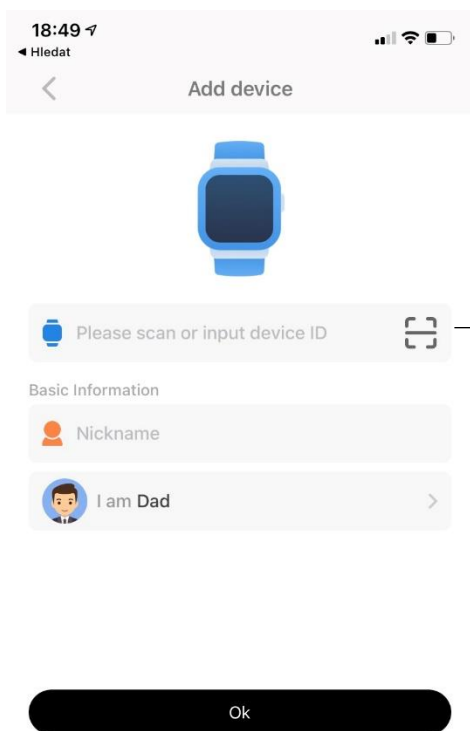 18:49
Hledat
Add device
Please scan or input device ID
Basic Information
Nickname
I am Dad
Ok